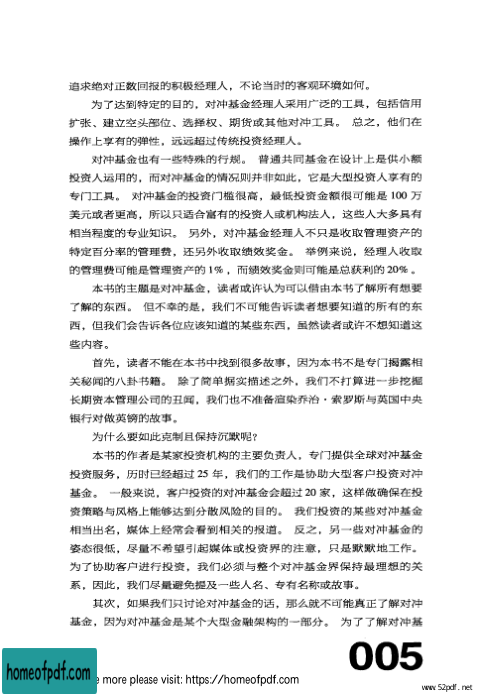 追求绝对正数回报的积极经理人，不论当时的客观环境如何。
为了达到特定的目的，对冲基金经理人采用广泛的工具，包括信用
扩张、建立空头部位、选择权、期货或其他对冲工具。 总之，他们在
操作上享有的弹性，远远超过传统投资经理人。
对冲基金也有一些特殊的行规。 普通共同基金在设计上是供小额
投资人运用的，而对冲基金的情况则并非如此，它是大型投资人享有的
专门工具。 对冲基金的投资门槛很高，最低投资金额很可能是 100 万
美元或者更高，所以只适合富有的投资人或机构法人，这些人大多具有
相当程度的专业知识。 另外，对冲基金经理人不只是收取管理资产的
特定百分率的管理费，还另外收取绩效奖金。 举例来说，经理人收取
的管理费可能是管理资产的 1% ，而绩效奖金则可能是总获利的 20% 。
本书的主题是对冲基金，读者或许认为可以借由本书了解所有想要
了解的东西。 但不幸的是，我们不可能告诉读者想要知道的所有的东
西，但我们会告诉各位应该知道的某些东西，虽然读者或许不想知道这
些内容。
首先，读者不能在本书中找到很多故事，因为本书不是专门揭露相
关秘闻的八卦书籍。 除了简单据实描述之外，我们不打算进一步挖掘
长期资本管理公司的丑闻，我们也不准备渲染乔治·索罗斯与英国中央
银行对做英镑的故事。
为什么要如此克制且保持沉默呢?
本书的作者是某家投资机构的主要负责人，专门提供全球对冲基金
投资服务，历时已经超过 25 年，我们的工作是协助大型客户投资对冲
基金。 一般来说，客户投资的对冲基金会超过 20 家，这样做确保在投
资策略与风格上能够达到分散风险的目的。 我们投资的某些对冲基金
相当出名，媒体上经常会看到相关的报道。 反之，另一些对冲基金的
姿态很低，尽量不希望引起媒体或投资界的注意，只是默默地工作。
为了协助客户进行投资，我们必须与整个对冲基金界保持最理想的关
系，因此，我们尽量避免提及一些人名、专有名称或故事。
其次，如果我们只讨论对冲基金的话，那么就不可能真正了解对冲
基金，因为对冲基金是某个大型金融架构的一部分。 为了了解对冲基
005
homeofpdf.com
e more please visit: https://homeofpdf.com
www.52pdf.net